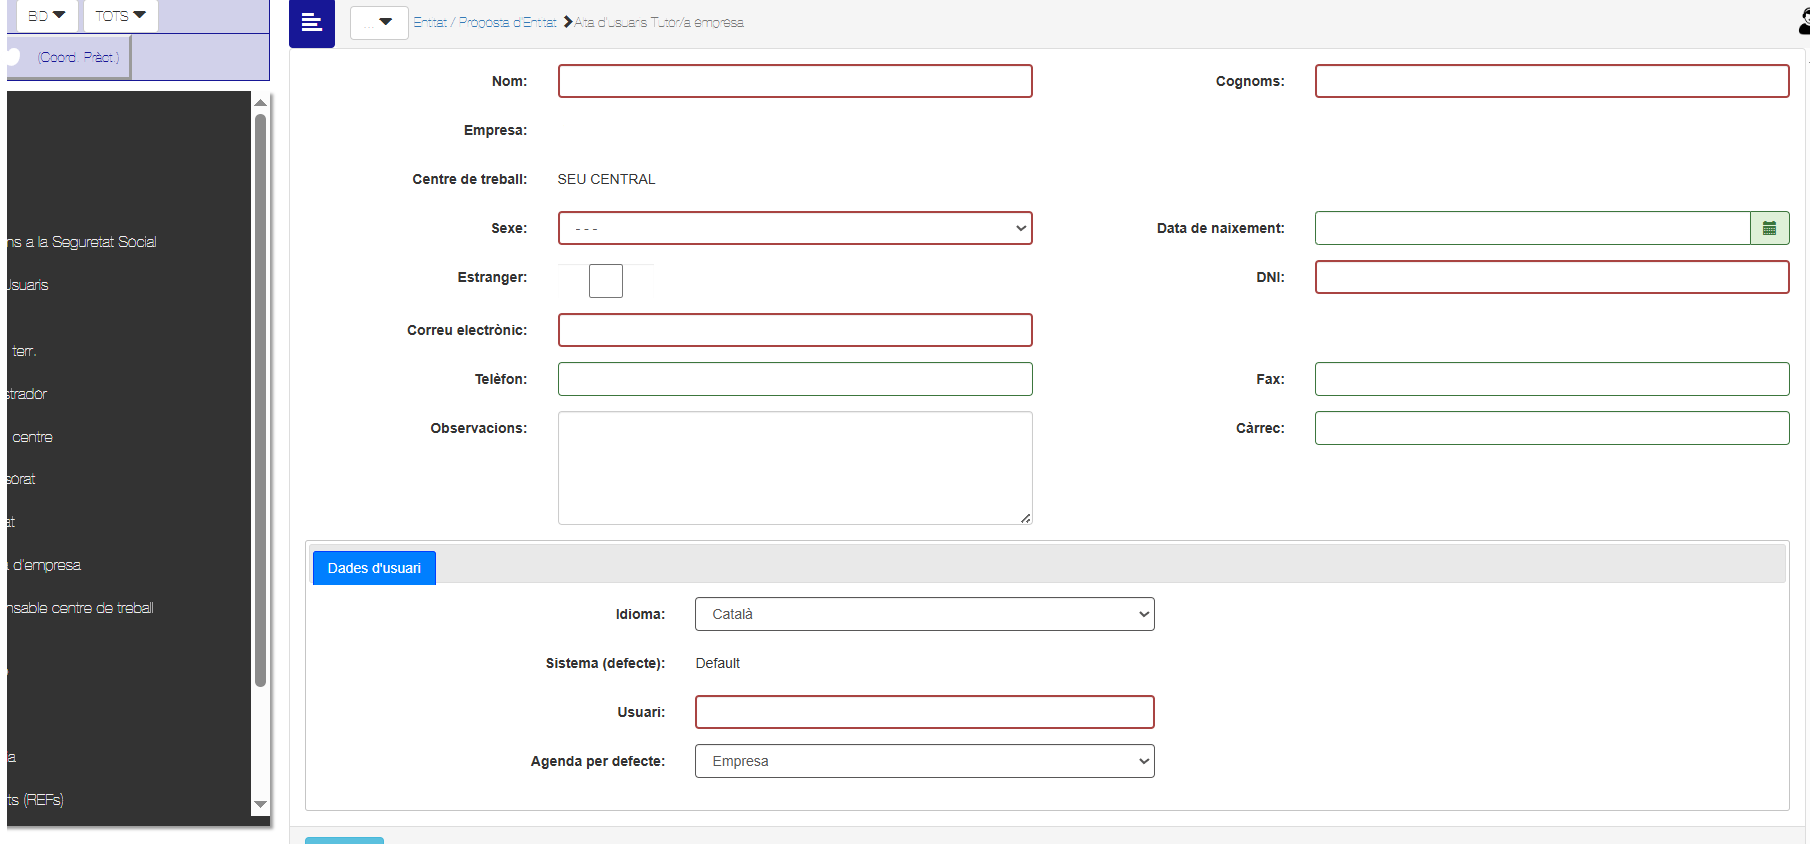 BD
TOTS
(Coord. Pràct.)
ns a la Seguretat Social
Usuaris
terr.
strador
centre
sorat
at
a d'empresa
nsable centre de treball
a
ts (REFs)
...
Entitat / Proposta d'Entitat Alta d'usuaris Tutor/a empresa
Nom:
Cognoms:
Empresa:
Centre de treball: SEU CENTRAL
Sexe: ---
Data de naixement:
Estranger:
DNI:
Correu electrònic:
Telèfon:
Fax:
Observacions:
Càrrec:
Dades d'usuari
Idioma: Català
Sistema (defecte): Default
Usuari:
Agenda per defecte: Empresa